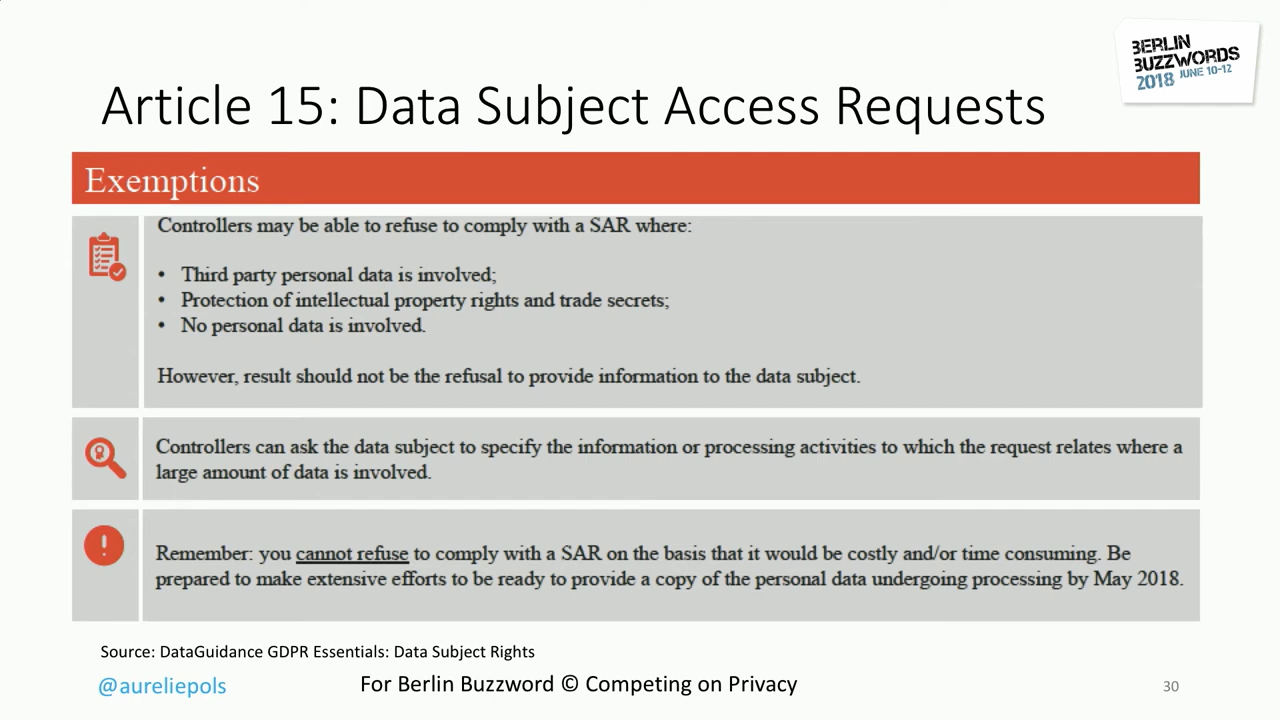 BERLIN
BUZZWORDS
2018 JUNE 10-12
Article 15: Data Subject Access Requests
Exemptions
Controllers may be able to refuse to comply with a SAR where:
• Third party personal data is involved;
• Protection of intellectual property rights and trade secrets;
• No personal data is involved.
However, result should not be the refusal to provide information to the data subject.
Controllers can ask the data subject to specify the information or processing activities to which the request relates where a
large amount of data is involved.
Remember: you cannot refuse to comply with a SAR on the basis that it would be costly and/or time consuming. Be
prepared to make extensive efforts to be ready to provide a copy of the personal data undergoing processing by May 2018.
Source: DataGuidance GDPR Essentials: Data Subject Rights
@aureliepols
For Berlin Buzzword © Competing on Privacy
30